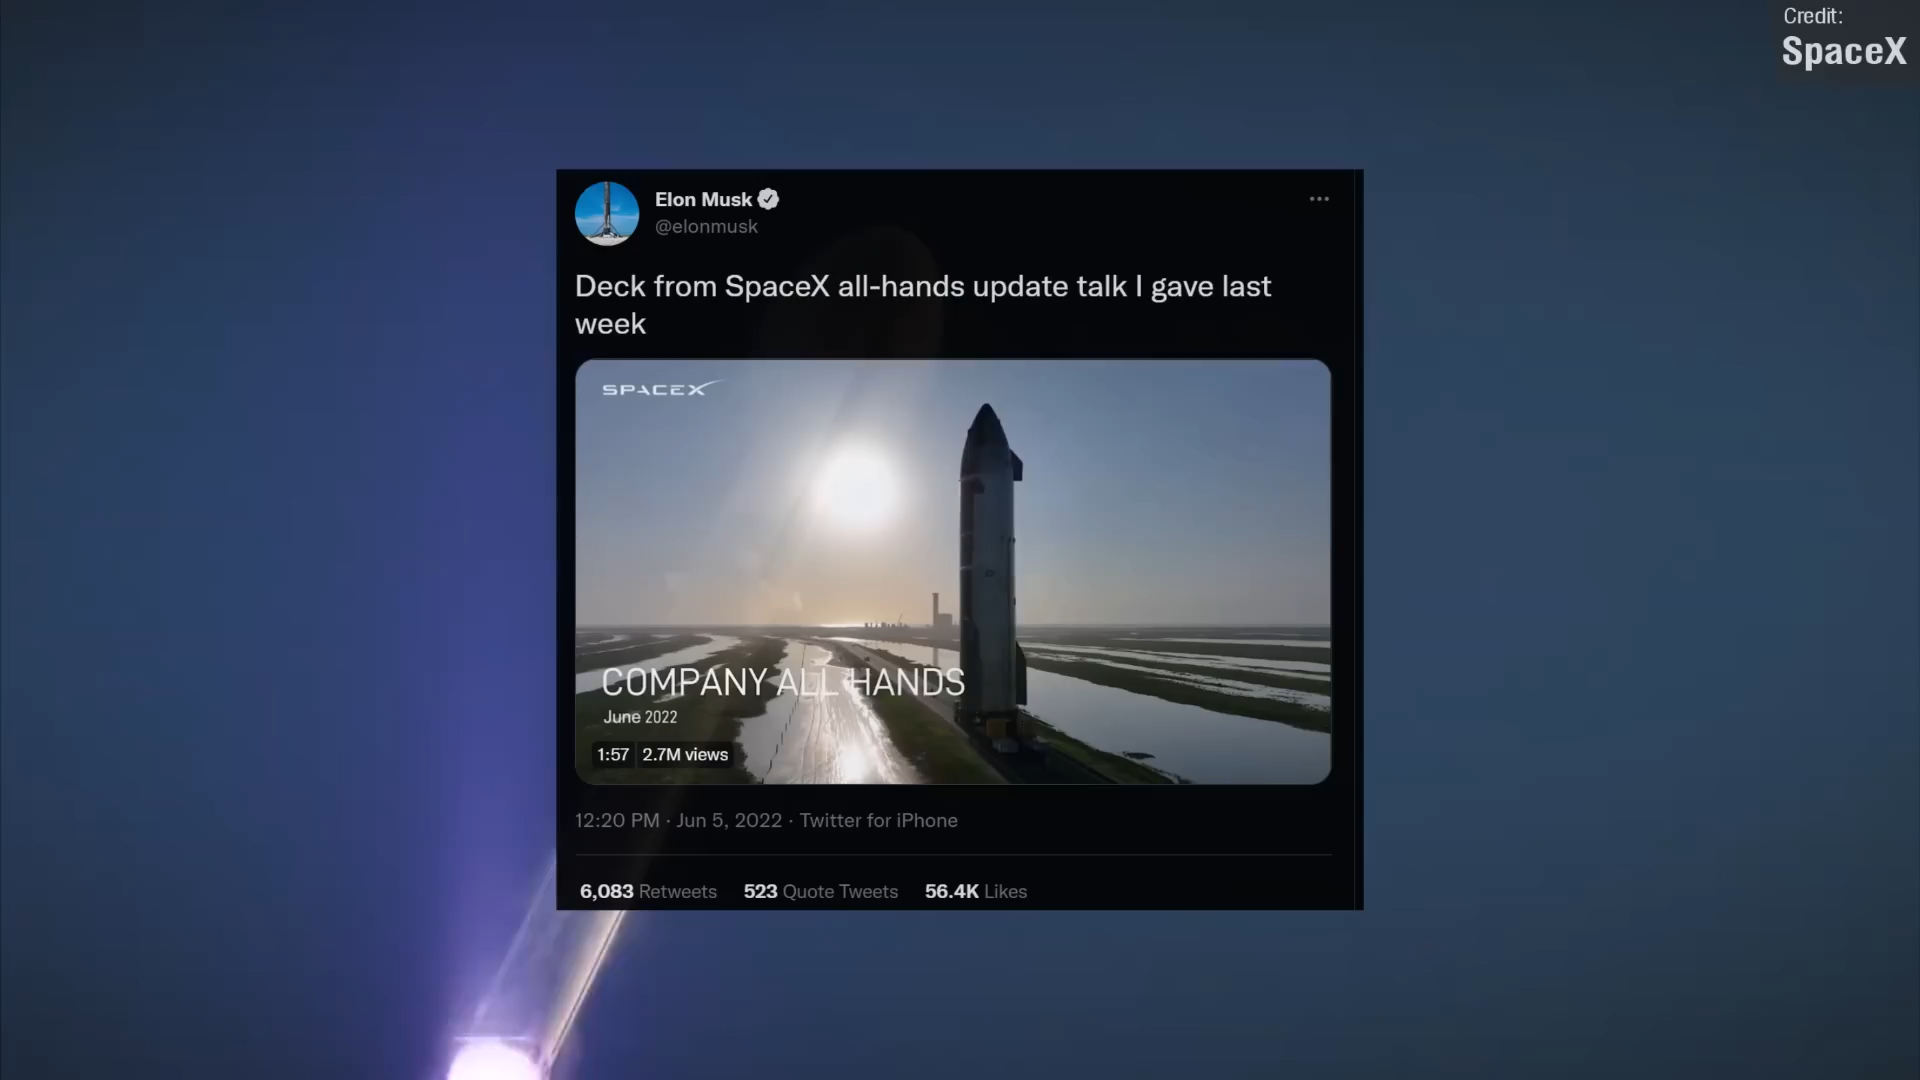 Credit:
SpaceX
Elon Musk
@elonmusk
Deck from SpaceX all-hands update talk I gave last
week
SPACEX
COMPANY ALL HANDS
June 2022
1:57 2.7M views
12:20 PM · Jun 5, 2022 · Twitter for iPhone
6,083 Retweets 523 Quote Tweets 56.4K Likes